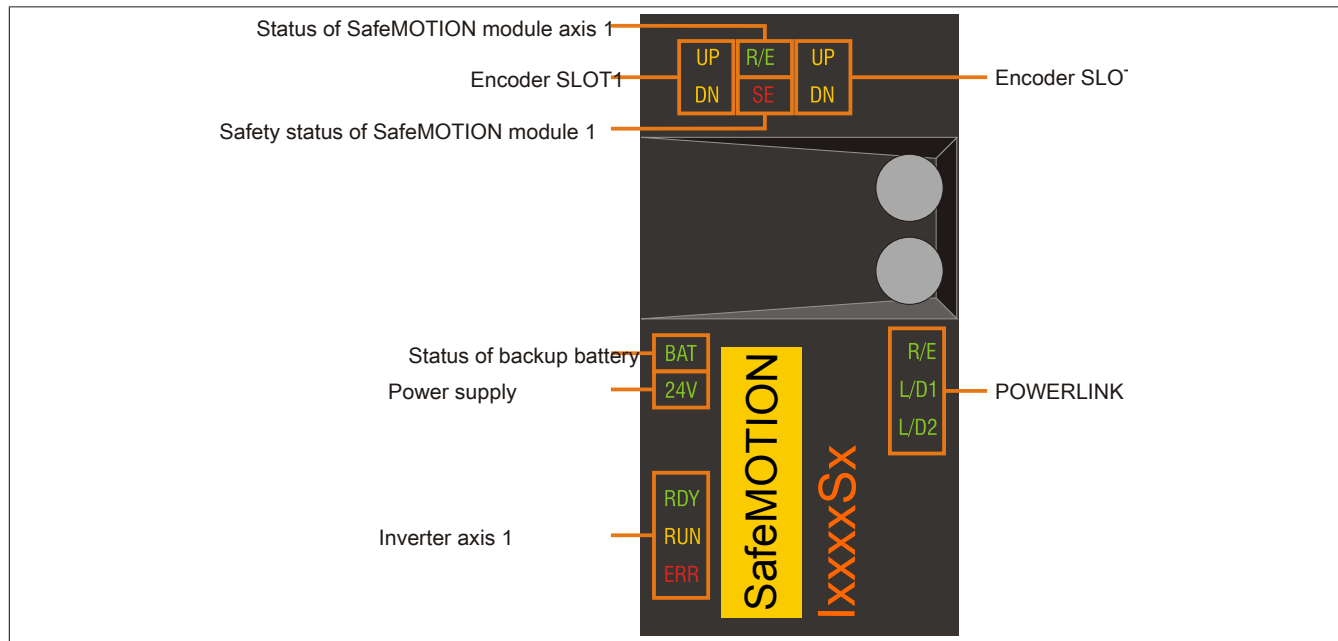 Status of SafeMOTION module axis 1
UP R/E UP
Encoder SLOT1
Encoder SLO
DN SE DN
Safety status of SafeMOTION module 1
Status of backup battery
BAT
R/E
Power supply
24V
L/D1
POWERLINK
L/D2
SafeMOTION
IxxxxSx
RDY
Inverter axis 1
RUN
ERR